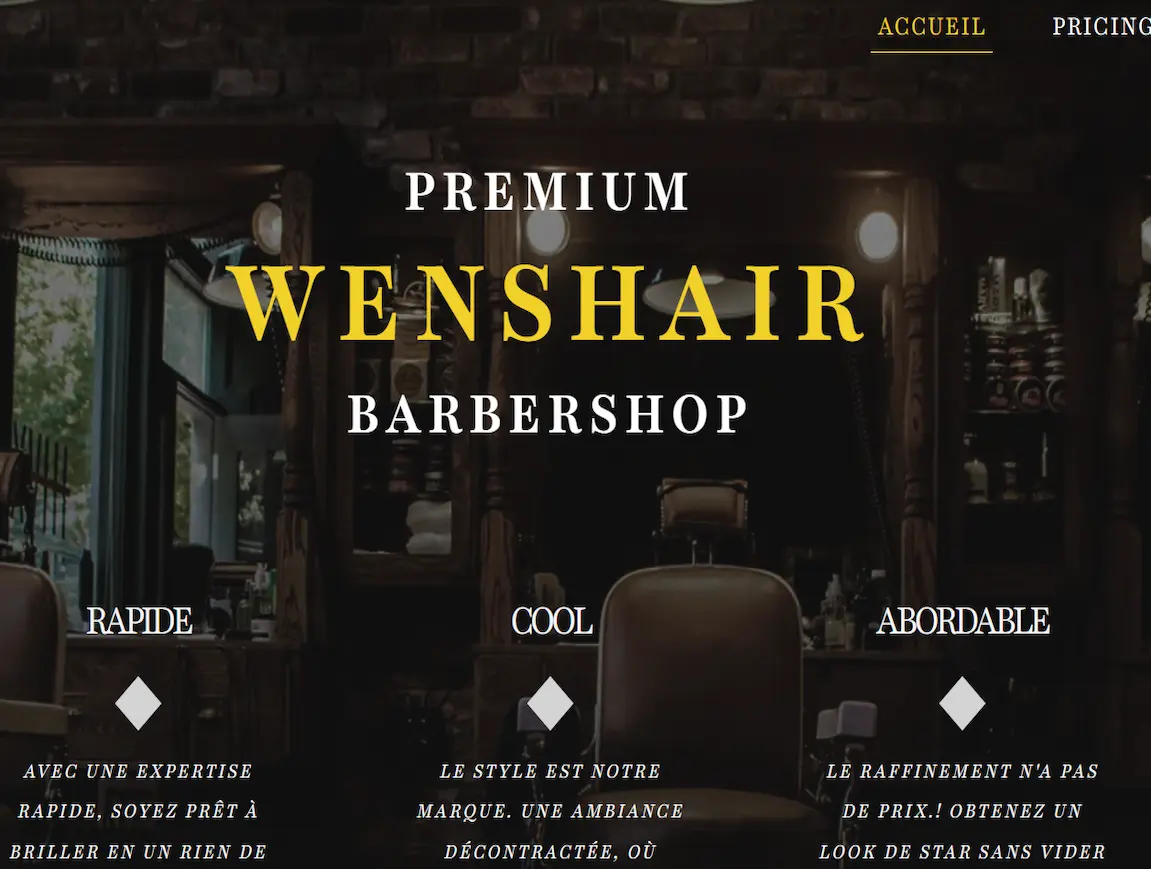 ACCUEIL PRICING
PREMIUM
WENSHAIR
BARBERSHOP
RAPIDE
AVEC UNE EXPERTISE
RAPIDE, SOYEZ PRÊT À
BRILLER EN UN RIEN DE
COOL
LE STYLE EST NOTRE
MARQUE. UNE AMBIANCE
DÉCONTRACTÉE, OÙ
ABORDABLE
LE RAFFINEMENT N'A PAS
DE PRIX.! OBTENEZ UN
LOOK DE STAR SANS VIDER